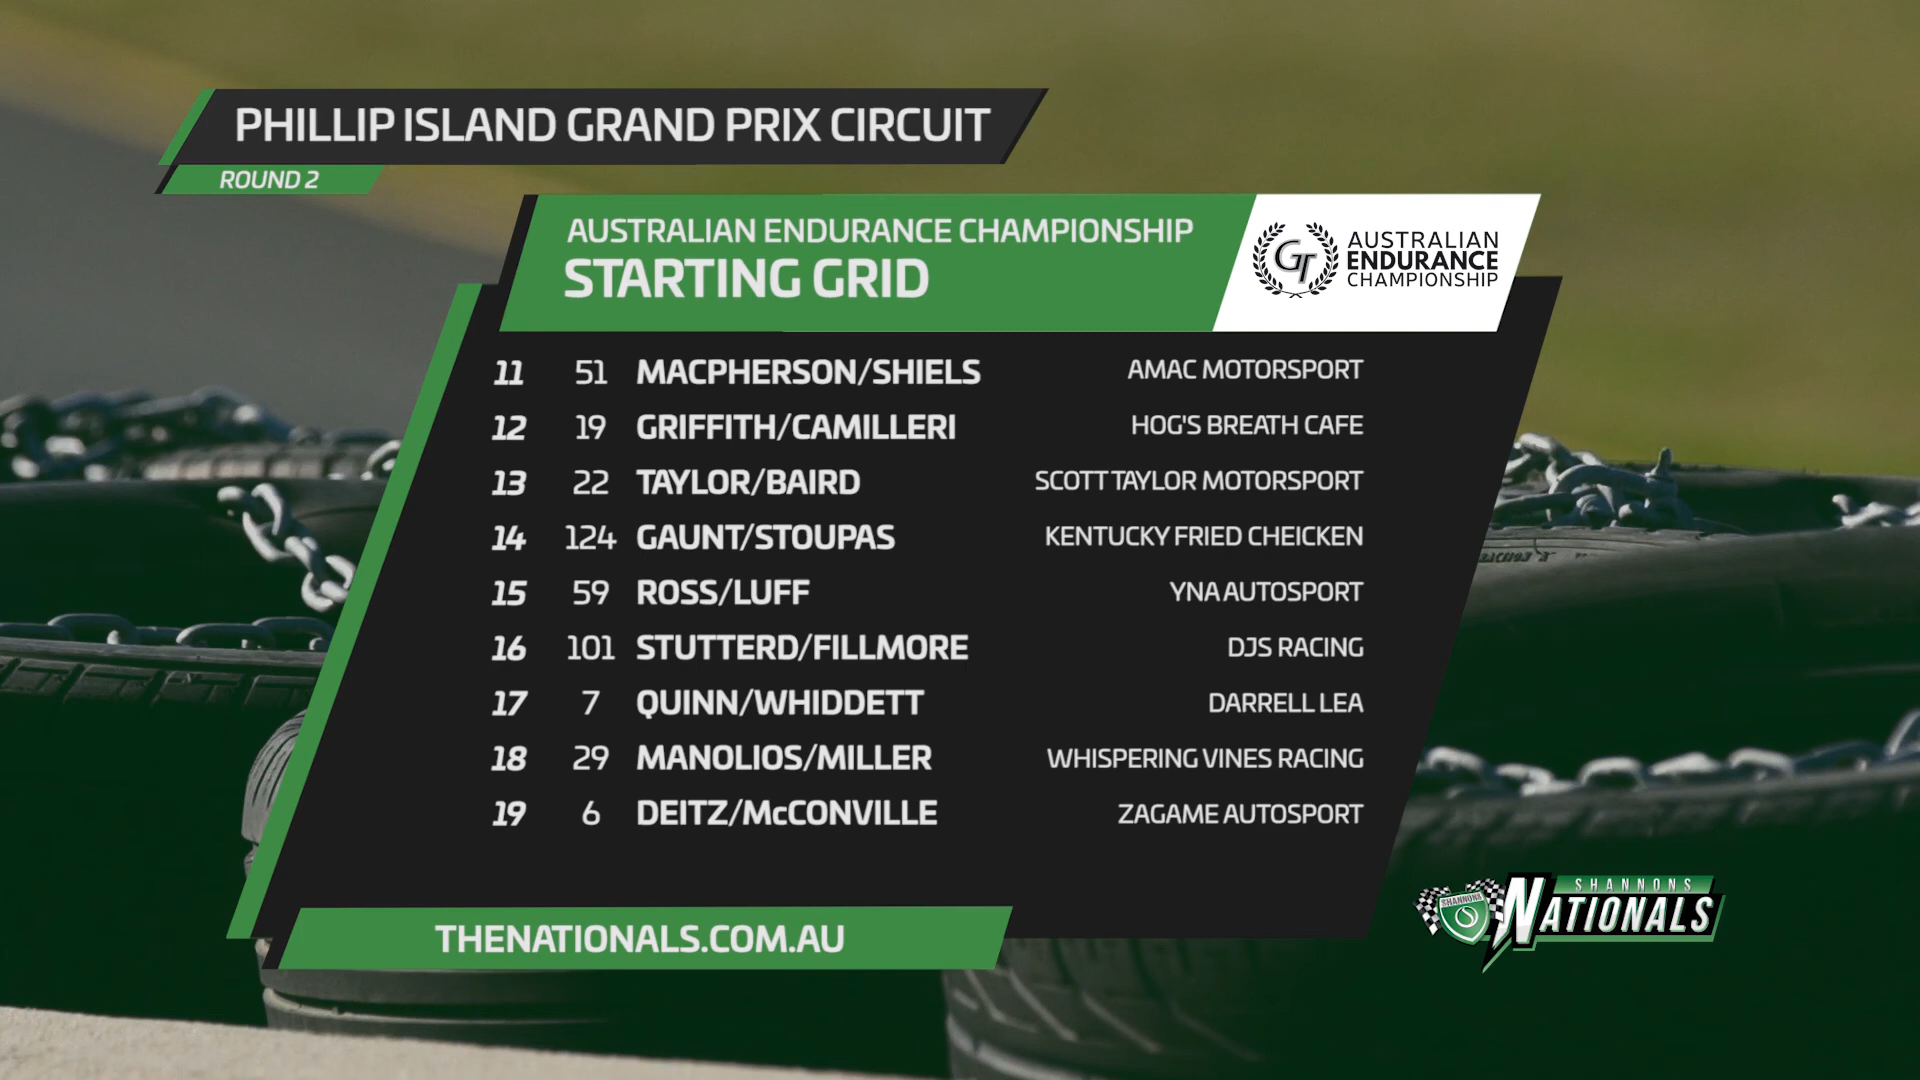 PHILLIP ISLAND GRAND PRIX CIRCUIT
ROUND 2
AUSTRALIAN ENDURANCE CHAMPIONSHIP
STARTING GRID
GT
AUSTRALIAN
ENDURANCE
CHAMPIONSHIP
11 51 MACPHERSON/SHIELS AMAC MOTORSPORT
12 19 GRIFFITH/CAMILLERI HOG'S BREATH CAFE
13 22 TAYLOR/BAIRD SCOTT TAYLOR MOTORSPORT
14 124 GAUNT/STOUPAS KENTUCKY FRIED CHEICKEN
15 59 ROSS/LUFF YNA AUTOSPORT
16 101 STUTTERD/FILLMORE DJS RACING
17 7 QUINN/WHIDDETT DARRELL LEA
18 29 MANOLIOS/MILLER WHISPERING VINES RACING
19 6 DEITZ/McCONVILLE ZAGAME AUTOSPORT
THENATIONALS.COM.AU
SHANNONS
SHANNONS
NATIONALS